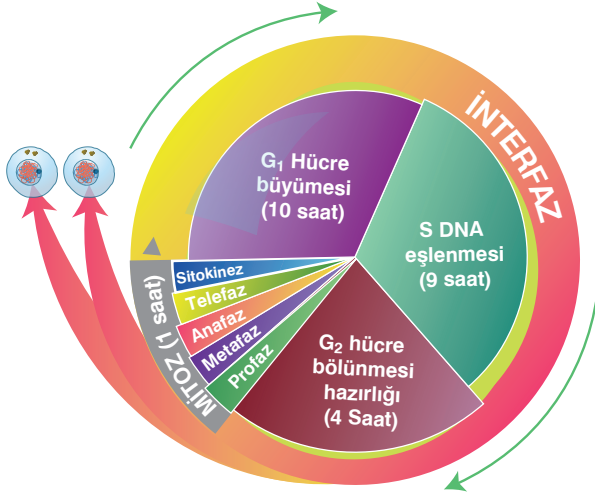 G₁ Hücre
büyümesi
(10 saat)
İNTERFAZ
S DNA
eşlenmesi
(9 saat)
G₂ hücre
bölünmesi
hazırlığı
(4 Saat)
Sitokinez
Telefaz
Anafaz
Metafaz
Profaz
MİTOZ (1 saat)